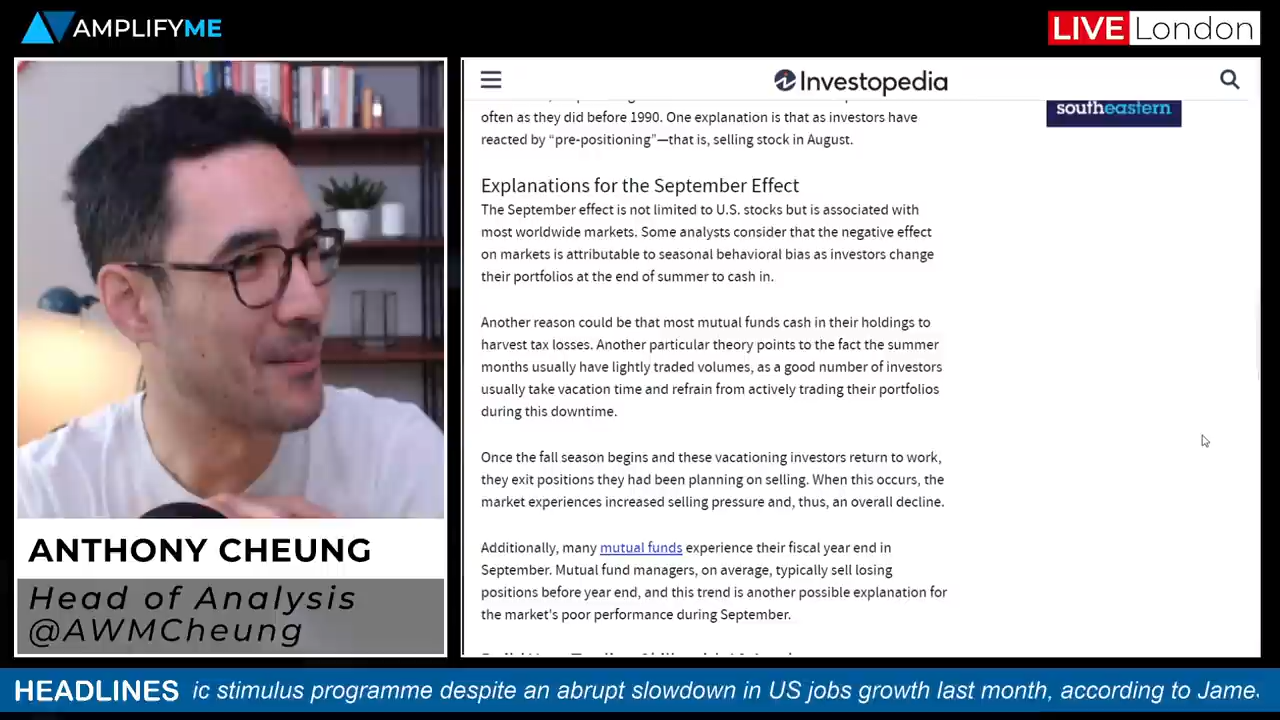 AMPLIFYME
LIVE London
Investopedia
southeastern
often as they did before 1990. One explanation is that as investors have
reacted by “pre-positioning”—that is, selling stock in August.
Explanations for the September Effect
The September effect is not limited to U.S. stocks but is associated with
most worldwide markets. Some analysts consider that the negative effect
on markets is attributable to seasonal behavioral bias as investors change
their portfolios at the end of summer to cash in.
Another reason could be that most mutual funds cash in their holdings to
harvest tax losses. Another particular theory points to the fact the summer
months usually have lightly traded volumes, as a good number of investors
usually take vacation time and refrain from actively trading their portfolios
during this downtime.
Once the fall season begins and these vacationing investors return to work,
they exit positions they had been planning on selling. When this occurs, the
market experiences increased selling pressure and, thus, an overall decline.
Additionally, many mutual funds experience their fiscal year end in
September. Mutual fund managers, on average, typically sell losing
positions before year end, and this trend is another possible explanation for
the market's poor performance during September.
ANTHONY CHEUNG
Head of Analysis
@AWMCheung
HEADLINES ic stimulus programme despite an abrupt slowdown in US jobs growth last month, according to Jame